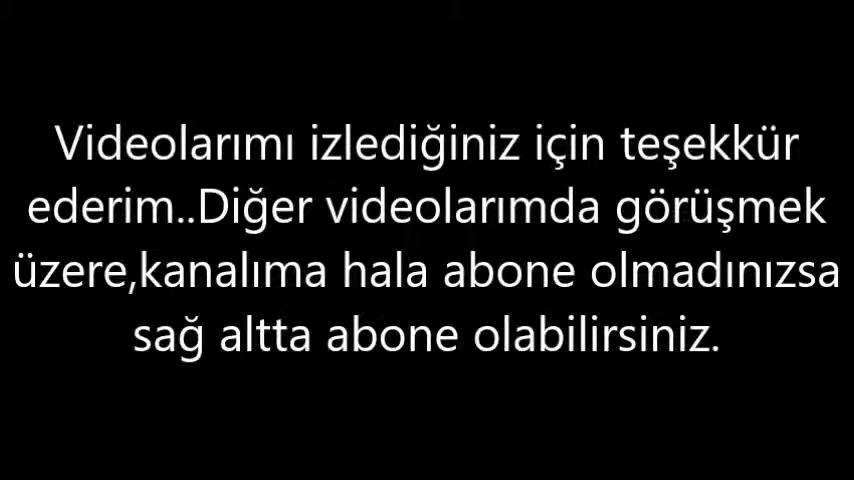 Videolarımı izlediğiniz için teşekkür
ederim..Diğer videolarımda görüşmek
üzere,kanalıma hala abone olmadınızsa
sağ altta abone olabilirsiniz.